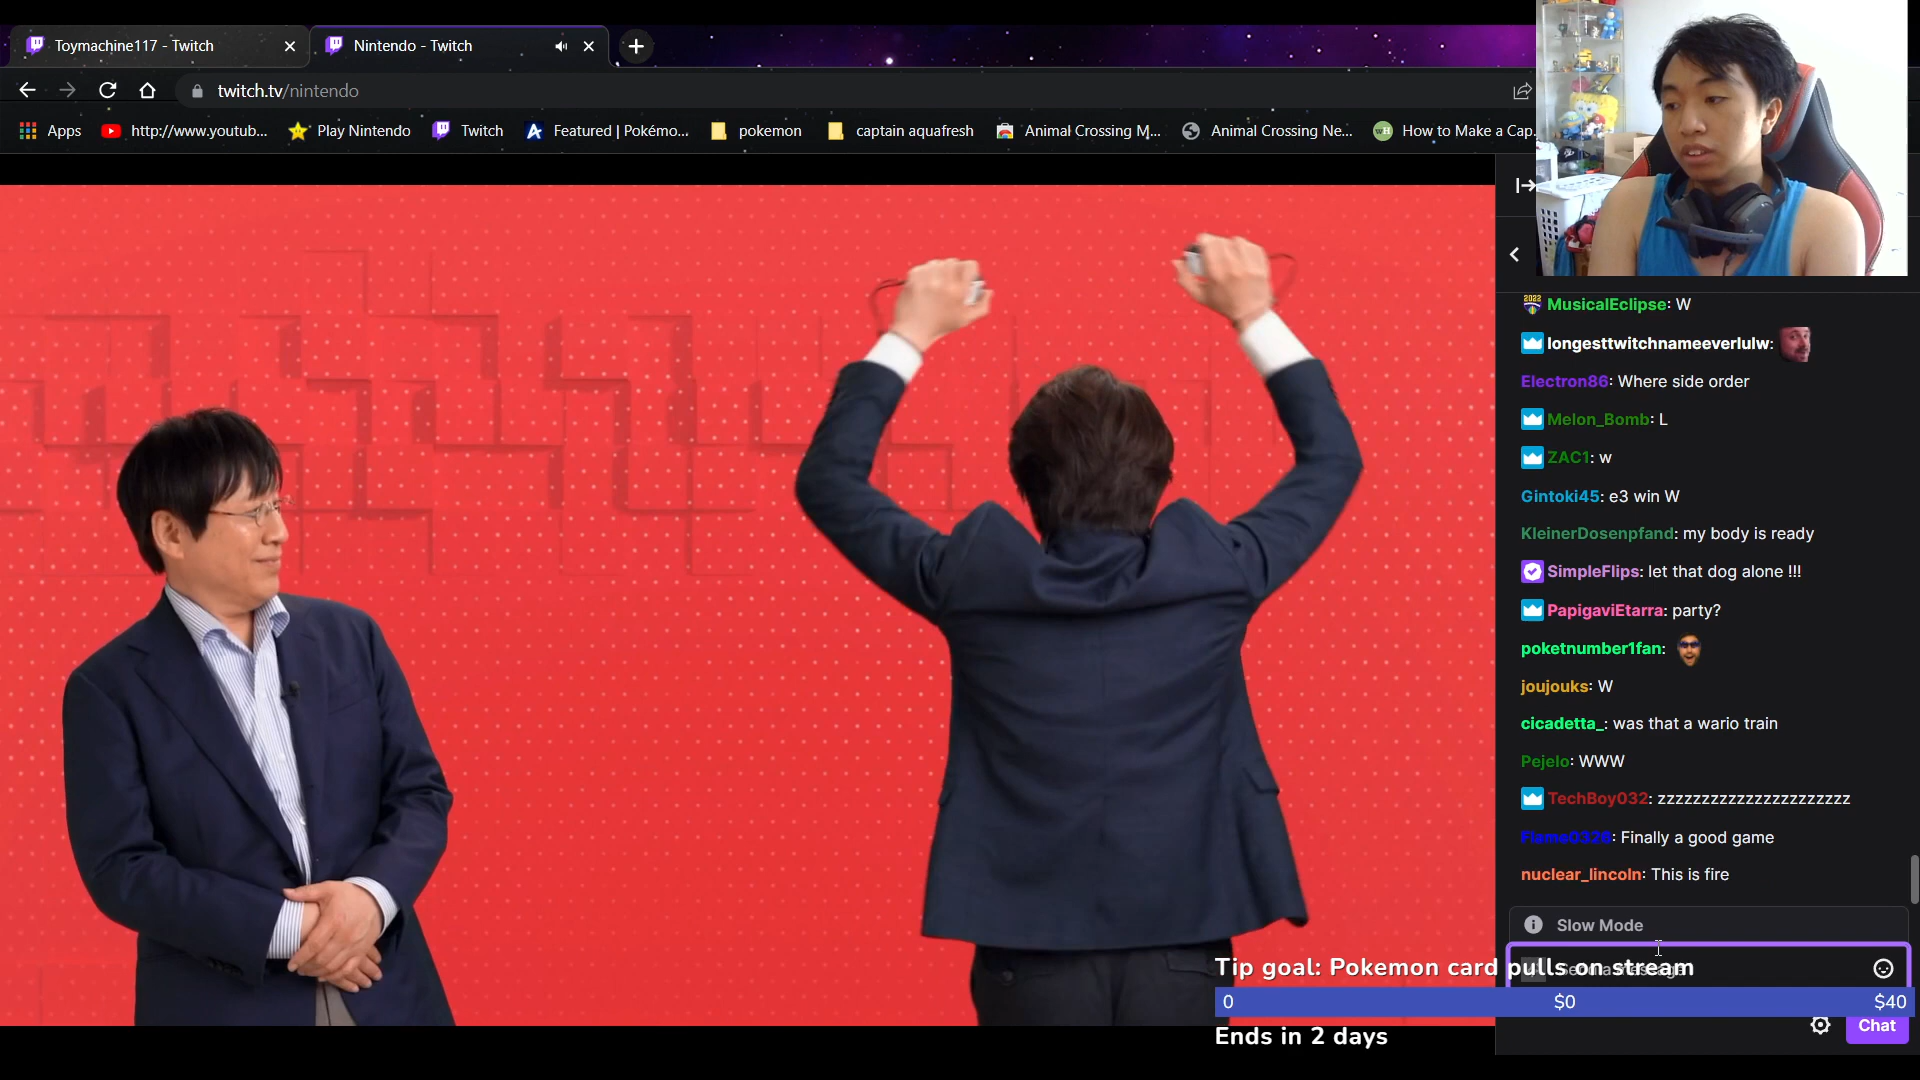 Toymachine117 - Twitch
Nintendo - Twitch
twitch.tv/nintendo
Apps
http://www.youtub...
Play Nintendo
Twitch
Featured | Pokémo...
pokemon
captain aquafresh
Animal Crossing M...
Animal Crossing Ne...
How to Make a Cap.
MusicalEclipse: W
longesttwitchnameeverlulw:
Electron86: Where side order
Melon_Bomb: L
ZAC1: w
Gintoki45: e3 win W
KleinerDosenpfand: my body is ready
SimpleFlips: let that dog alone !!!
PapigaviEtarra: party?
poketnumber1fan:
joujouks: W
cicadetta_: was that a wario train
Pejelo: WWW
TechBoy032: zzzzzzzzzzzzzzzzzzzzzz
Flame0326: Finally a good game
nuclear_lincoln: This is fire
Slow Mode
Send a message
Tip goal: Pokemon card pulls on stream
0 $0 $40
Ends in 2 days
Chat